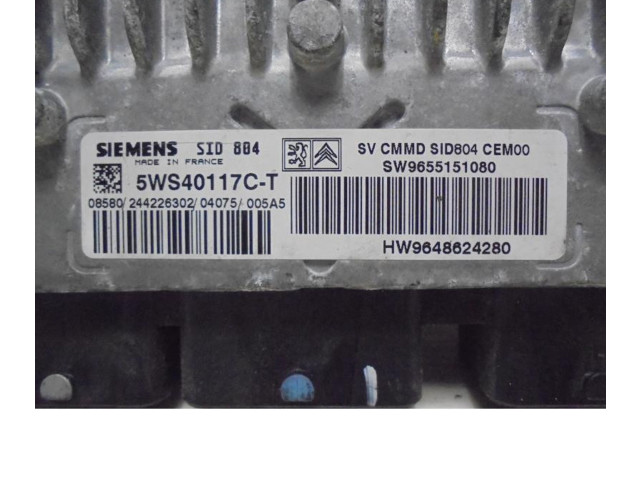 SIEMENS SID 804
MADE IN FRANCE
5WS40117C-T
08580/244226302/04075/005A5
SV CMMD SID804 CEM00
SW9655151080
HW9648624280